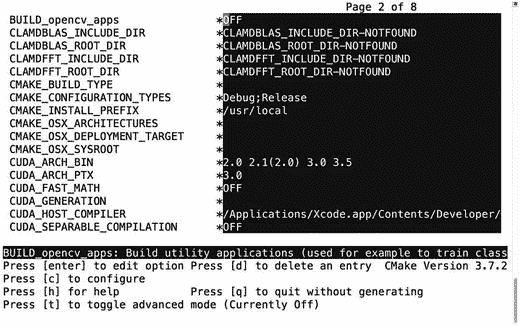 Page 2 of 8
BUILD_opencv_apps *OFF
CLAMDBLAS_INCLUDE_DIR *CLAMDBLAS_INCLUDE_DIR-NOTFOUND
CLAMDBLAS_ROOT_DIR *CLAMDBLAS_ROOT_DIR-NOTFOUND
CLAMDFFT_INCLUDE_DIR *CLAMDFFT_INCLUDE_DIR-NOTFOUND
CLAMDFFT_ROOT_DIR *CLAMDFFT_ROOT_DIR-NOTFOUND
CMAKE_BUILD_TYPE *
CMAKE_CONFIGURATION_TYPES *Debug;Release
CMAKE_INSTALL_PREFIX */usr/local
CMAKE_OSX_ARCHITECTURES *
CMAKE_OSX_DEPLOYMENT_TARGET *
CMAKE_OSX_SYSROOT *
CUDA_ARCH_BIN *2.0 2.1(2.0) 3.0 3.5
CUDA_ARCH_PTX *3.0
CUDA_FAST_MATH *OFF
CUDA_GENERATION *
CUDA_HOST_COMPILER */Applications/Xcode.app/Contents/Developer/
CUDA_SEPARABLE_COMPILATION *OFF
BUILD_opencv_apps: Build utility applications (used for example to train class
Press [enter] to edit option Press [d] to delete an entry CMake Version 3.7.2
Press [c] to configure
Press [h] for help Press [q] to quit without generating
Press [t] to toggle advanced mode (Currently Off)